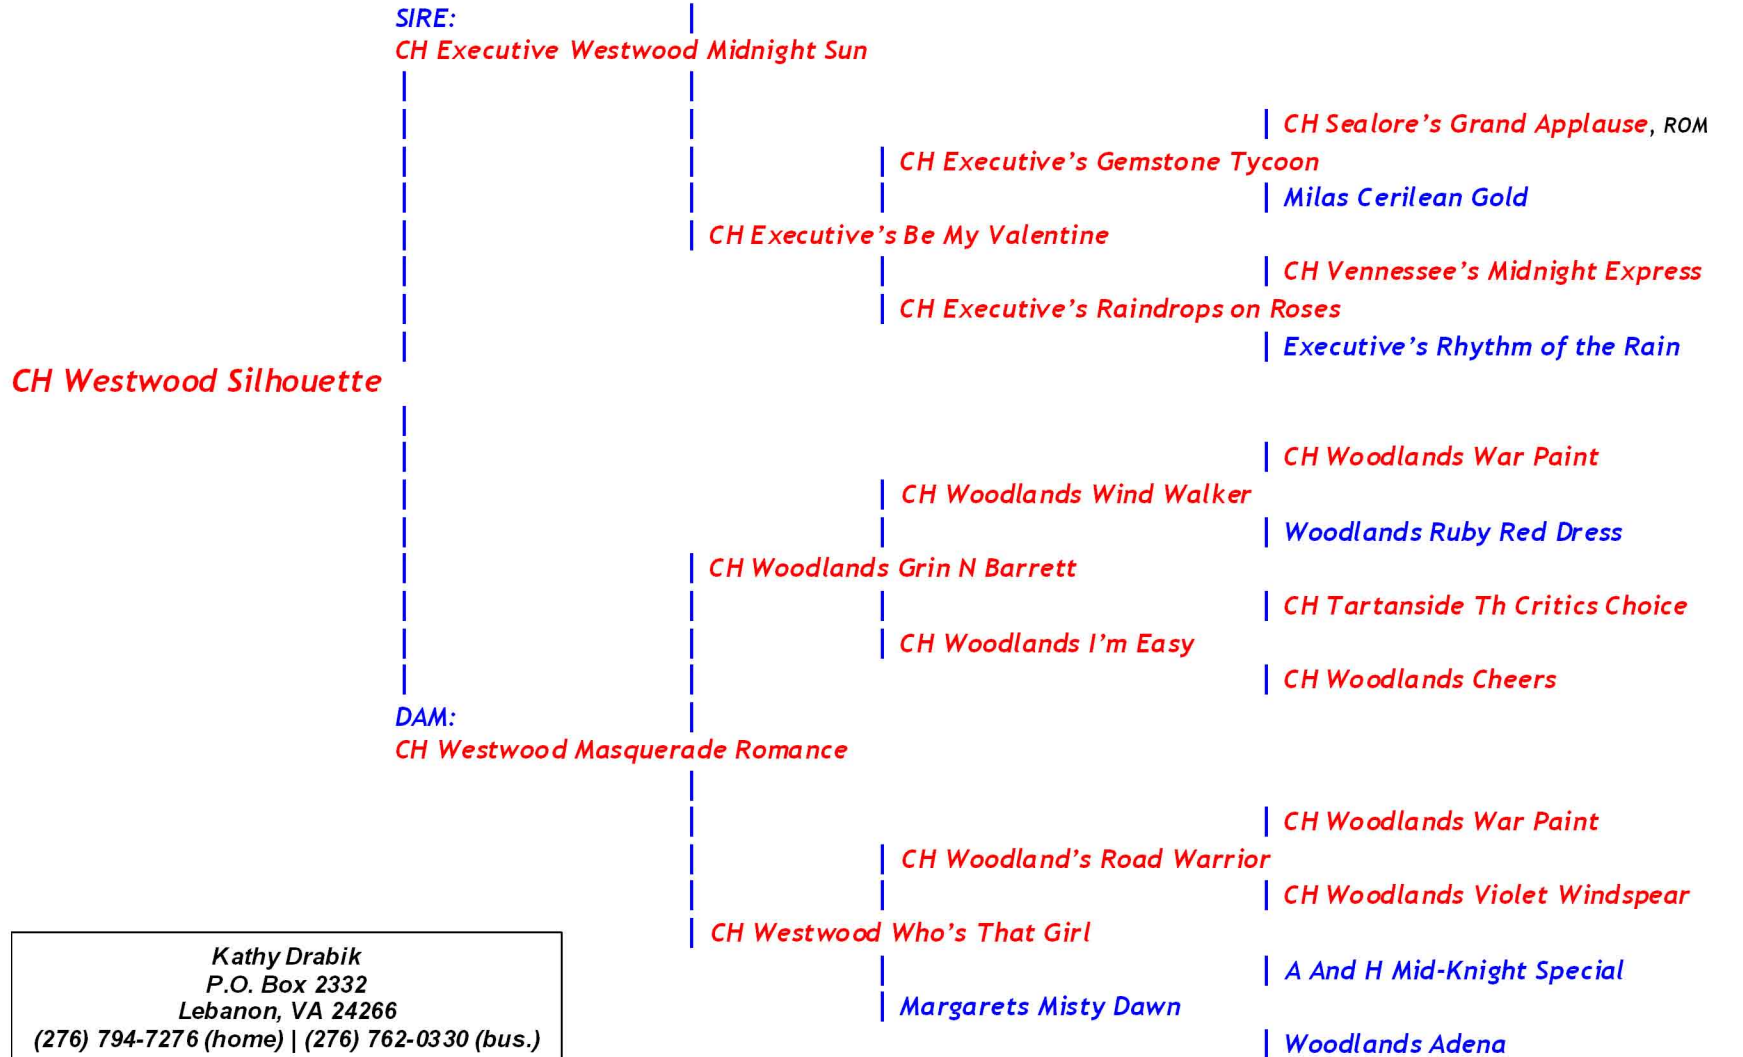 SIRE:
CH Executive Westwood Midnight Sun
CH Sealore’s Grand Applause, ROM
CH Executive’s Gemstone Tycoon
Milas Cerilean Gold
CH Executive’s Be My Valentine
CH Vennessee’s Midnight Express
CH Executive’s Raindrops on Roses
Executive’s Rhythm of the Rain
CH Westwood Silhouette
CH Woodlands War Paint
CH Woodlands Wind Walker
Woodlands Ruby Red Dress
CH Woodlands Grin N Barrett
CH Tartanside Th Critics Choice
CH Woodlands I’m Easy
CH Woodlands Cheers
DAM:
CH Westwood Masquerade Romance
CH Woodlands War Paint
CH Woodland’s Road Warrior
CH Woodlands Violet Windspear
CH Westwood Who’s That Girl
A And H Mid-Knight Special
Margarets Misty Dawn
Woodlands Adena
Kathy Drabik
P.O. Box 2332
Lebanon, VA 24266
(276) 794-7276 (home) | (276) 762-0330 (bus.)